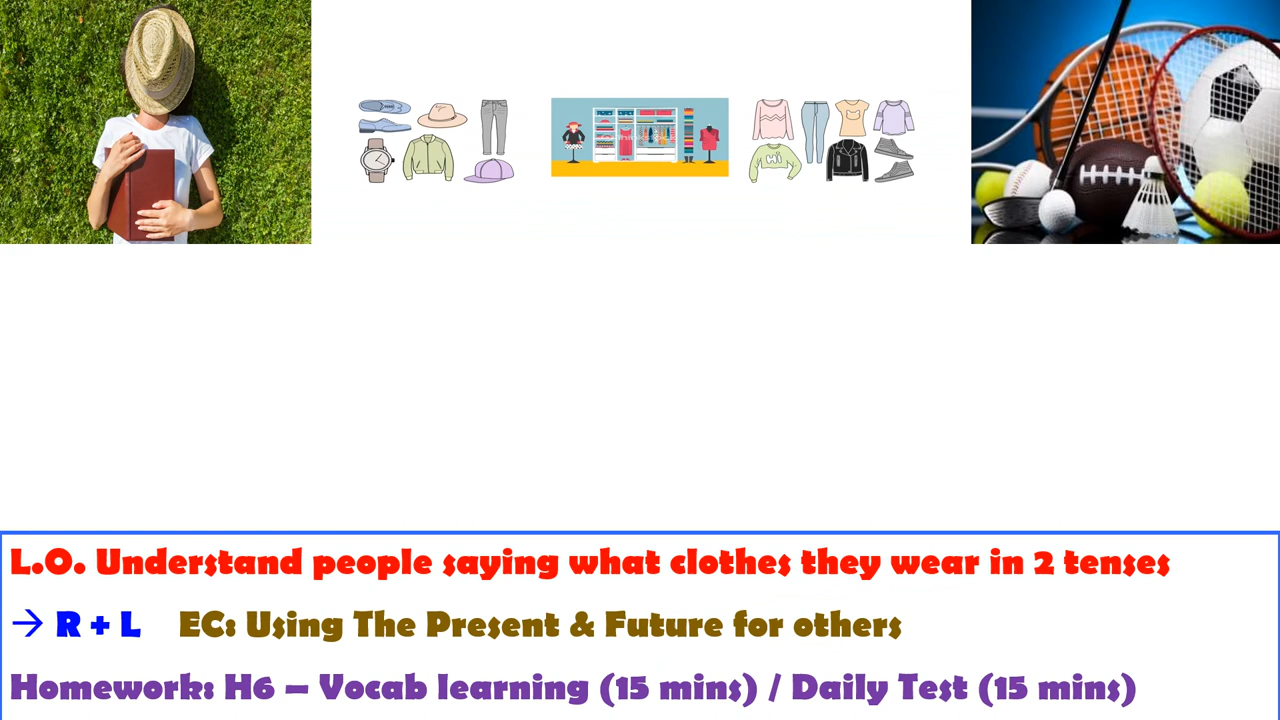 Hi
L.O. Understand people saying what clothes they wear in 2 tenses
→ R + L EC: Using The Present & Future for others
Homework: H6 – Vocab learning (15 mins) / Daily Test (15 mins)